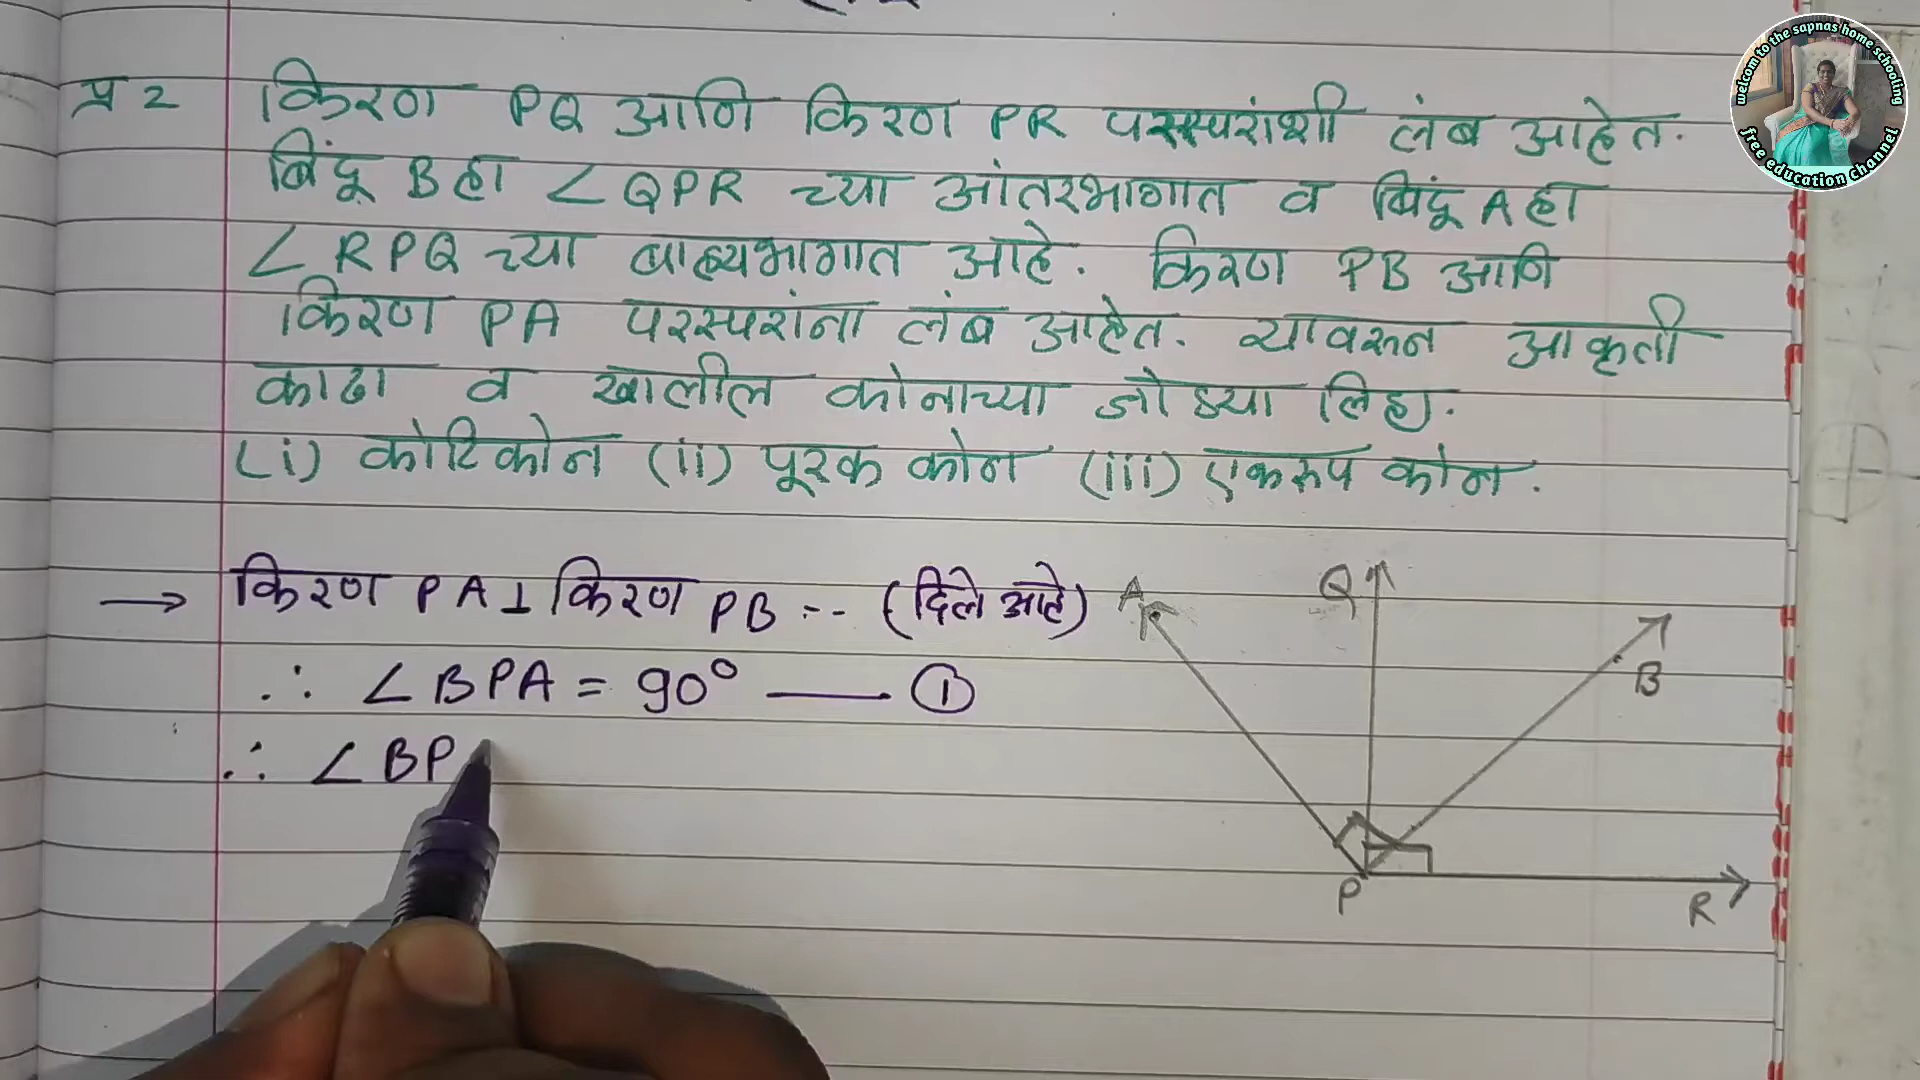 प्र 2 किरण PQ आणि किरण PR परस्परांशी लंब आहेत.
बिंदू B हा ∠QPR च्या आंतरभागात व बिंदू A हा
∠RPQ च्या बाह्यभागात आहे. किरण PB आणि
किरण PA परस्परांना लंब आहेत. यावरून आकृती
काढा व खालील कोनाच्या जोड्या लिहा.
(i) कोटिकोन (ii) पूरक कोन (iii) एकरूप कोन.
→ किरण PA ⊥ किरण PB -- (दिले आहे)
∴ ∠BPA = 90° —— ①
∴ ∠BP
A
Q
B
P
R
welcom to the sapnas home schooling
free education channel